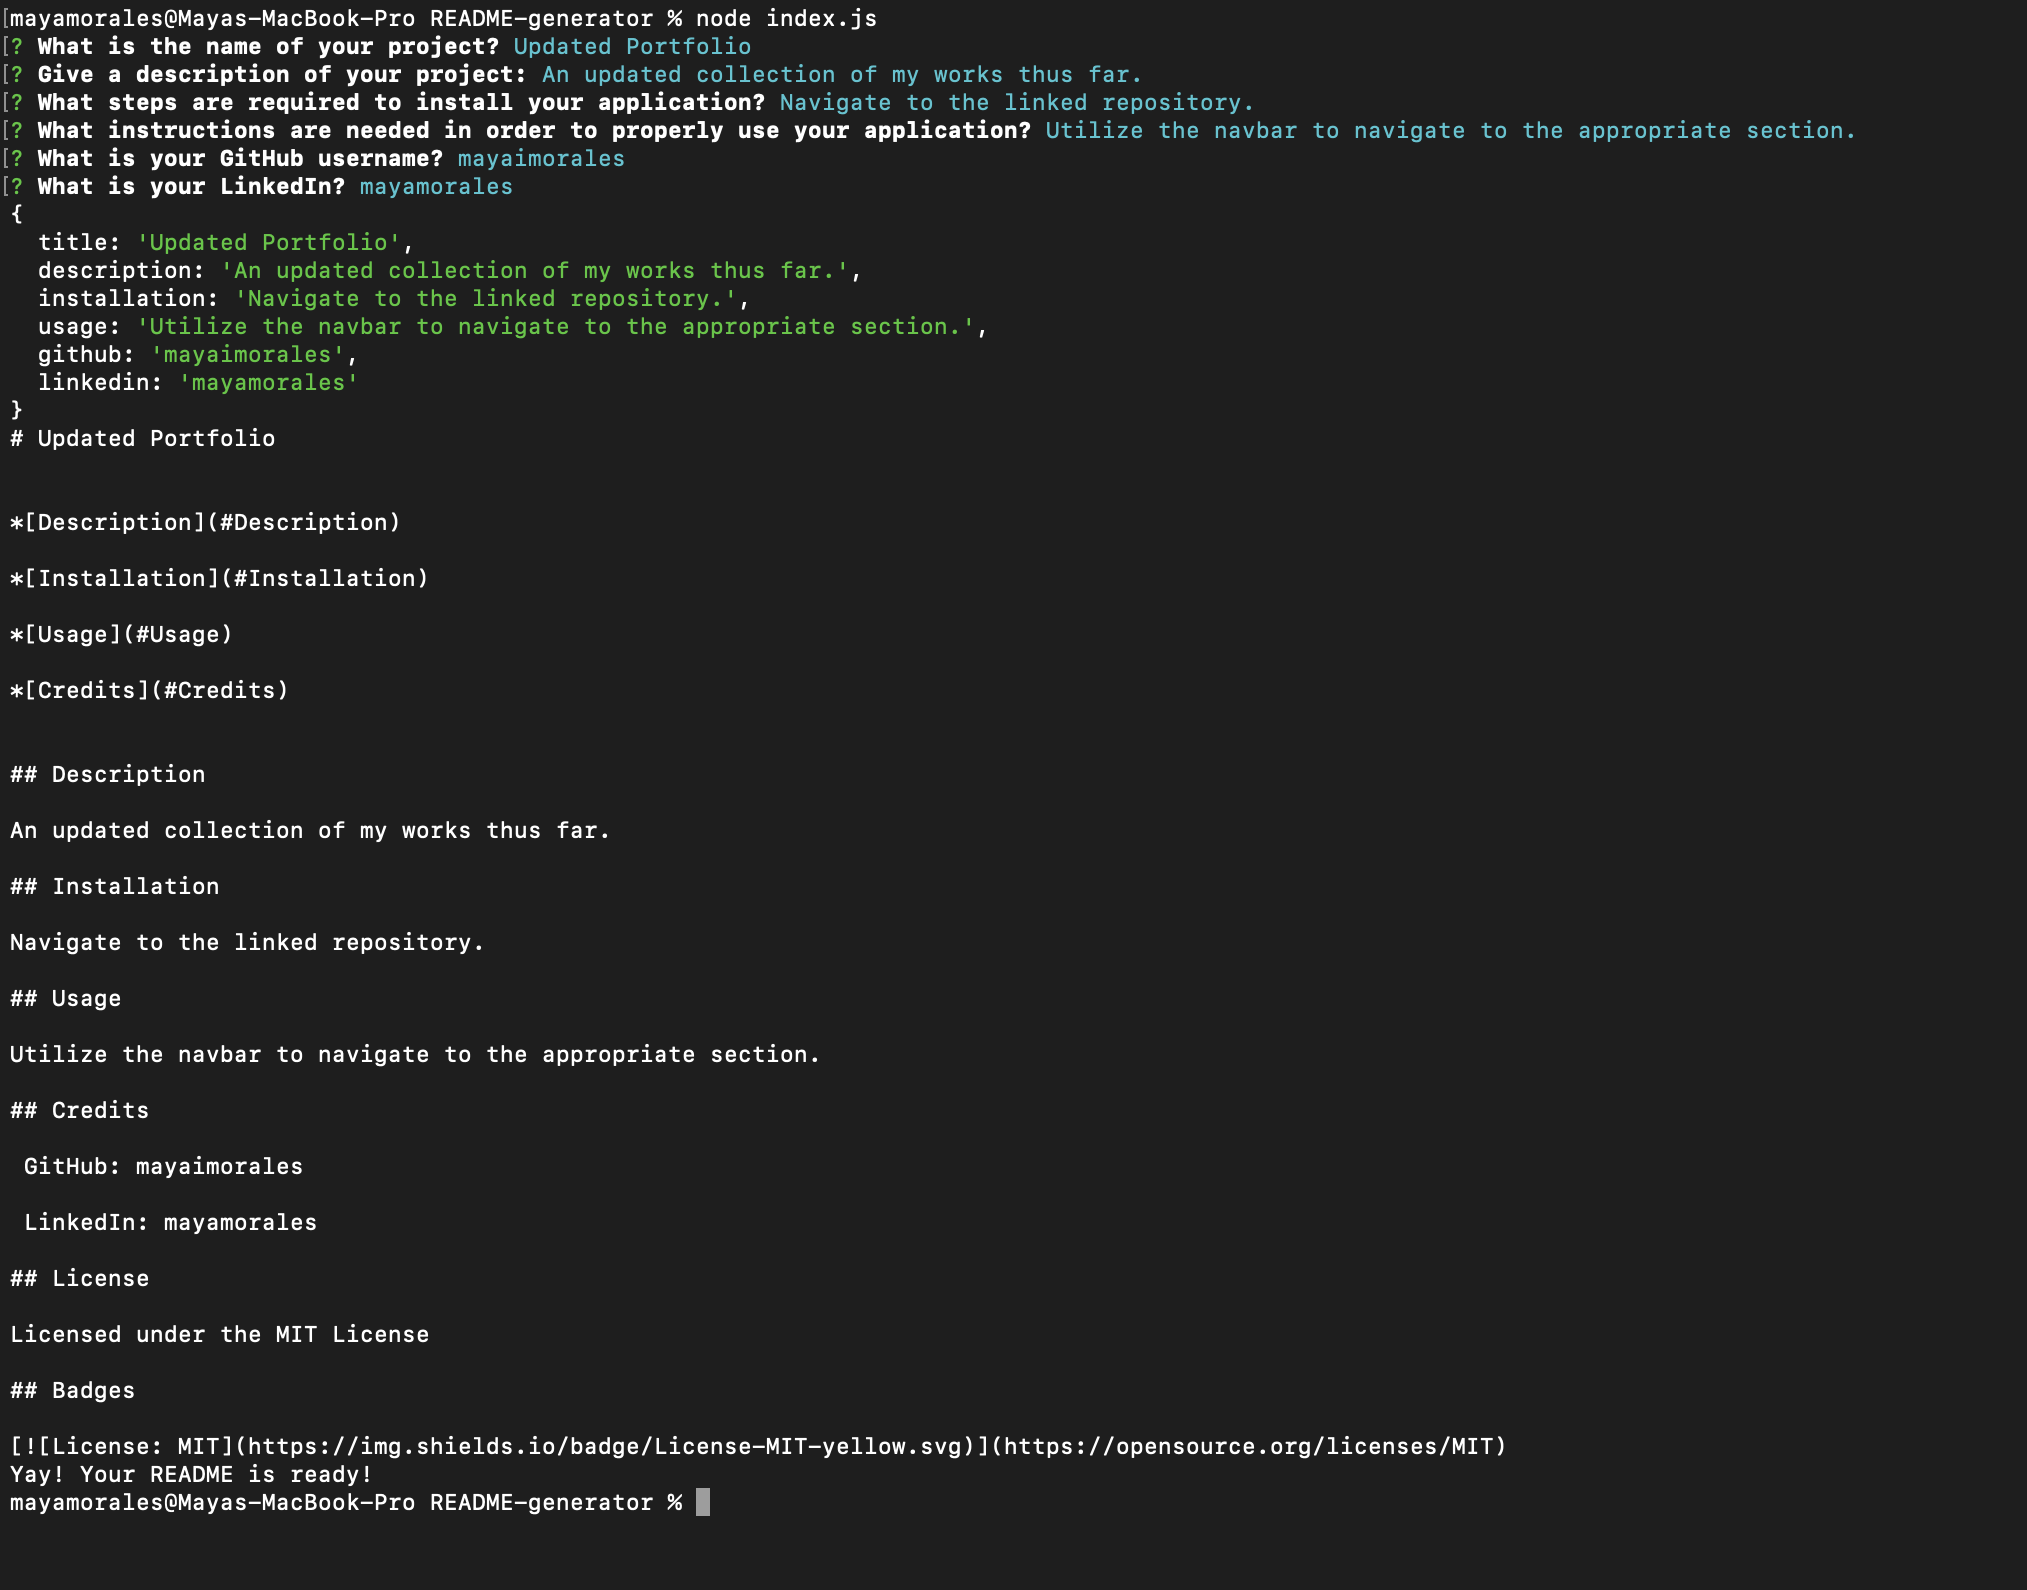 [mayamorales@Mayas-MacBook-Pro README-generator % node index.js
[? What is the name of your project? Updated Portfolio
[? Give a description of your project: An updated collection of my works thus far.
[? What steps are required to install your application? Navigate to the linked repository.
[? What instructions are needed in order to properly use your application? Utilize the navbar to navigate to the appropriate section.
[? What is your GitHub username? mayaimorales
[? What is your LinkedIn? mayamorales
{
  title: 'Updated Portfolio',
  description: 'An updated collection of my works thus far.',
  installation: 'Navigate to the linked repository.',
  usage: 'Utilize the navbar to navigate to the appropriate section.',
  github: 'mayaimorales',
  linkedin: 'mayamorales'
}
# Updated Portfolio
*[Description](#Description)
*[Installation](#Installation)
*[Usage](#Usage)
*[Credits](#Credits)
## Description
An updated collection of my works thus far.
## Installation
Navigate to the linked repository.
## Usage
Utilize the navbar to navigate to the appropriate section.
## Credits
 GitHub: mayaimorales
 LinkedIn: mayamorales
## License
Licensed under the MIT License
## Badges
[![License: MIT](https://img.shields.io/badge/License-MIT-yellow.svg)](https://opensource.org/licenses/MIT)
Yay! Your README is ready!
mayamorales@Mayas-MacBook-Pro README-generator %